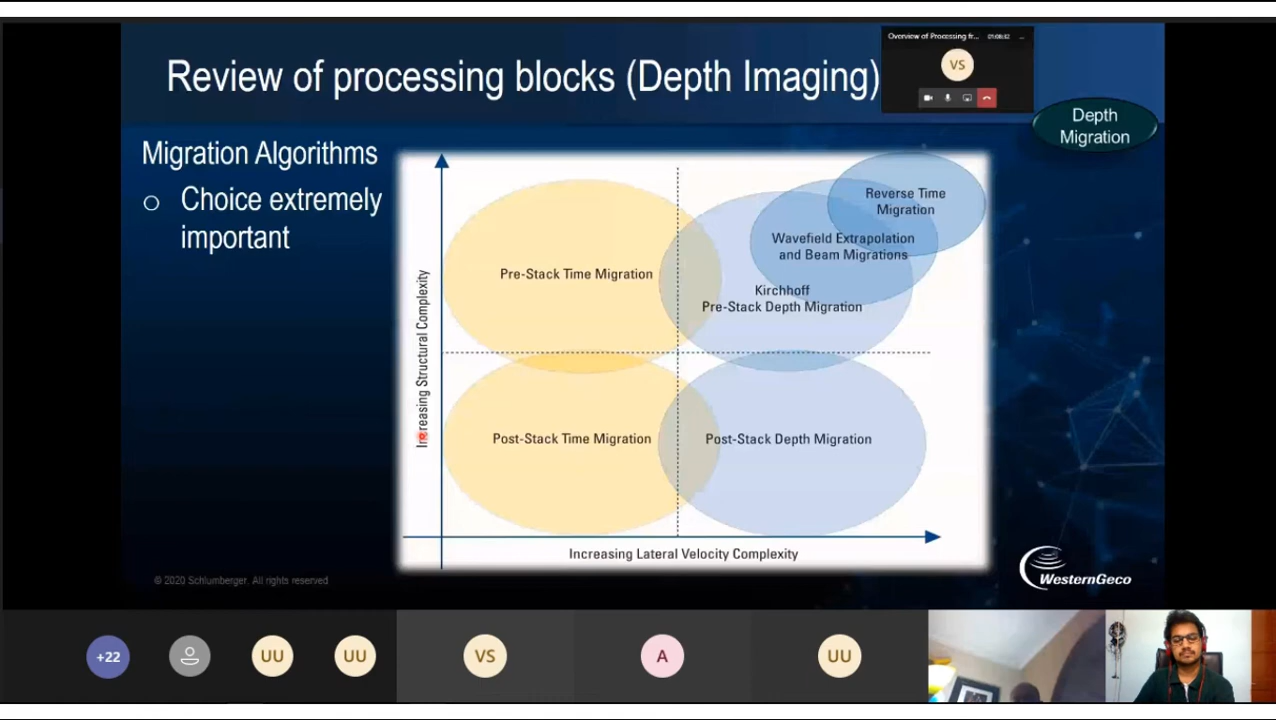 Review of processing blocks (Depth Imaging)
Overview of Processing fr...
01:08:52
...
VS
Depth
Migration
Migration Algorithms
Choice extremely
important
Increasing Structural Complexity
Pre-Stack Time Migration
Reverse Time
Migration
Wavefield Extrapolation
and Beam Migrations
Kirchhoff
Pre-Stack Depth Migration
Post-Stack Time Migration
Post-Stack Depth Migration
Increasing Lateral Velocity Complexity
© 2020 Schlumberger. All rights reserved
WesternGeco
+22
UU
UU
VS
A
UU